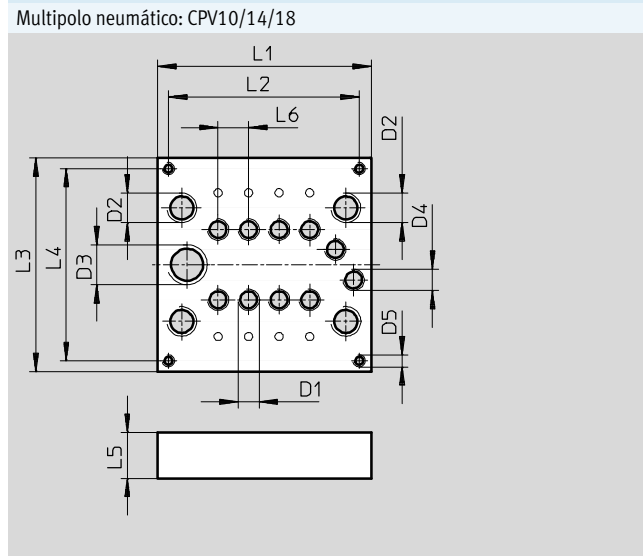 Multipolo neumático: CPV10/14/18
L1
L2
L6
D2
D2
D4
L3
L4
D3
D5
D1
L5